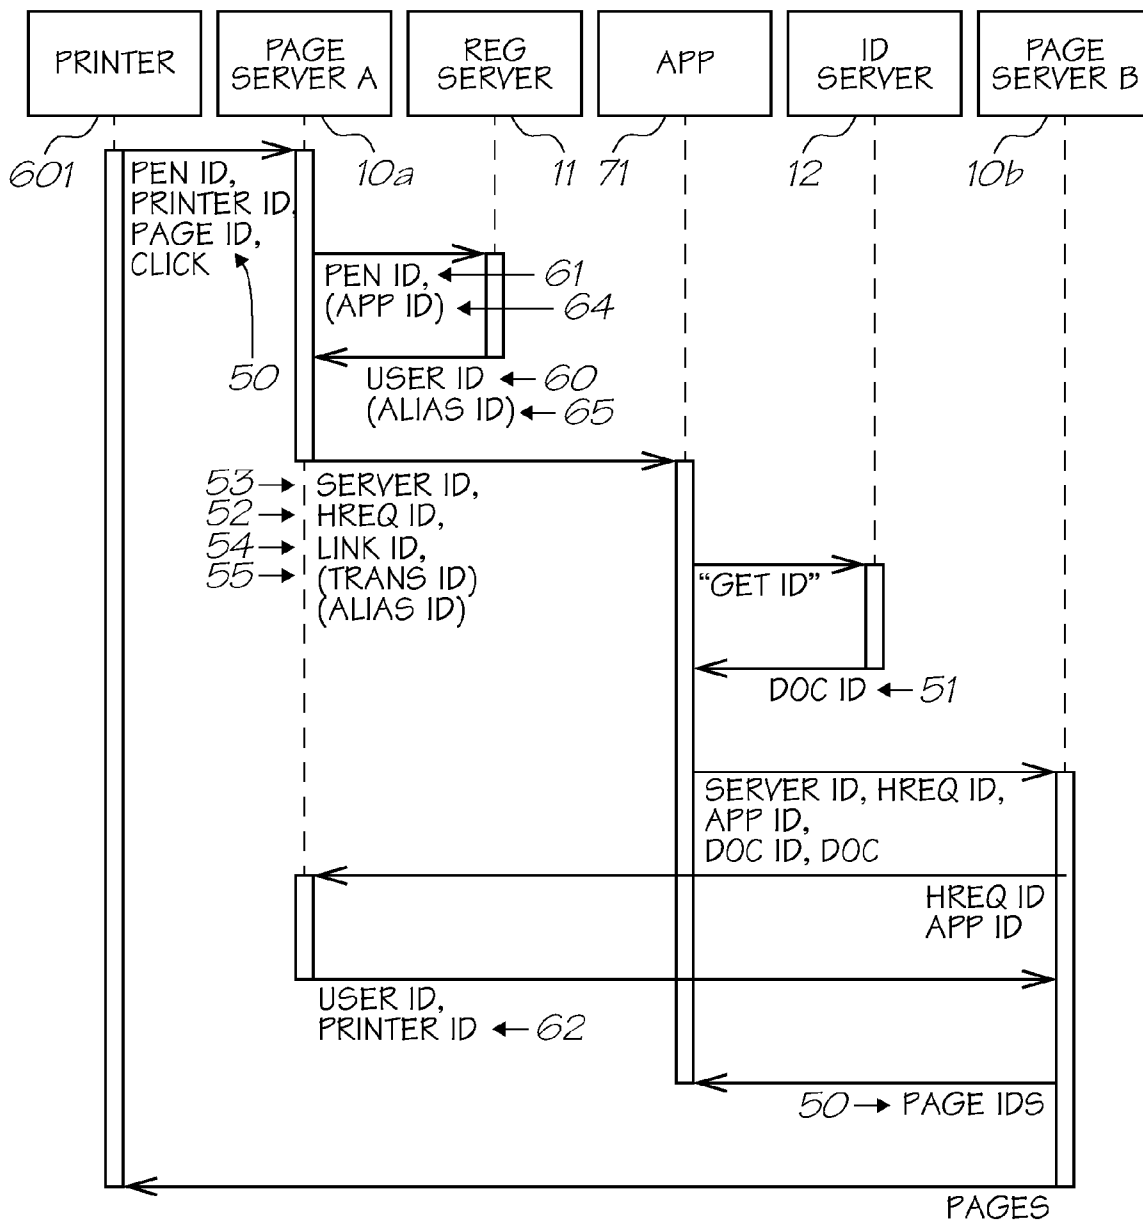 PRINTER
PAGE
SERVER A
REG
SERVER
APP
ID
SERVER
PAGE
SERVER B
601
10a
11
71
12
10b
PEN ID,
PRINTER ID,
PAGE ID,
CLICK
50
PEN ID,
61
(APP ID)
64
USER ID
60
(ALIAS ID)
65
53
SERVER ID,
52
HREQ ID,
54
LINK ID,
55
(TRANS ID)
(ALIAS ID)
“GET ID”
DOC ID
51
SERVER ID, HREQ ID,
APP ID,
DOC ID, DOC
HREQ ID
APP ID
USER ID,
PRINTER ID
62
50
PAGE IDS
PAGES